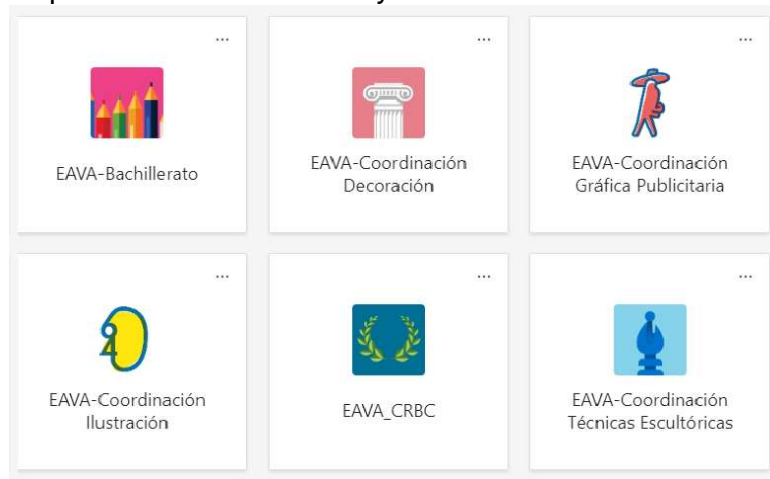 ...
...
...
EAVA-Bachillerato
EAVA-Coordinación
Decoración
EAVA-Coordinación
Gráfica Publicitaria
...
...
...
EAVA-Coordinación
Ilustración
EAVA_CRBC
EAVA-Coordinación
Técnicas Escultóricas